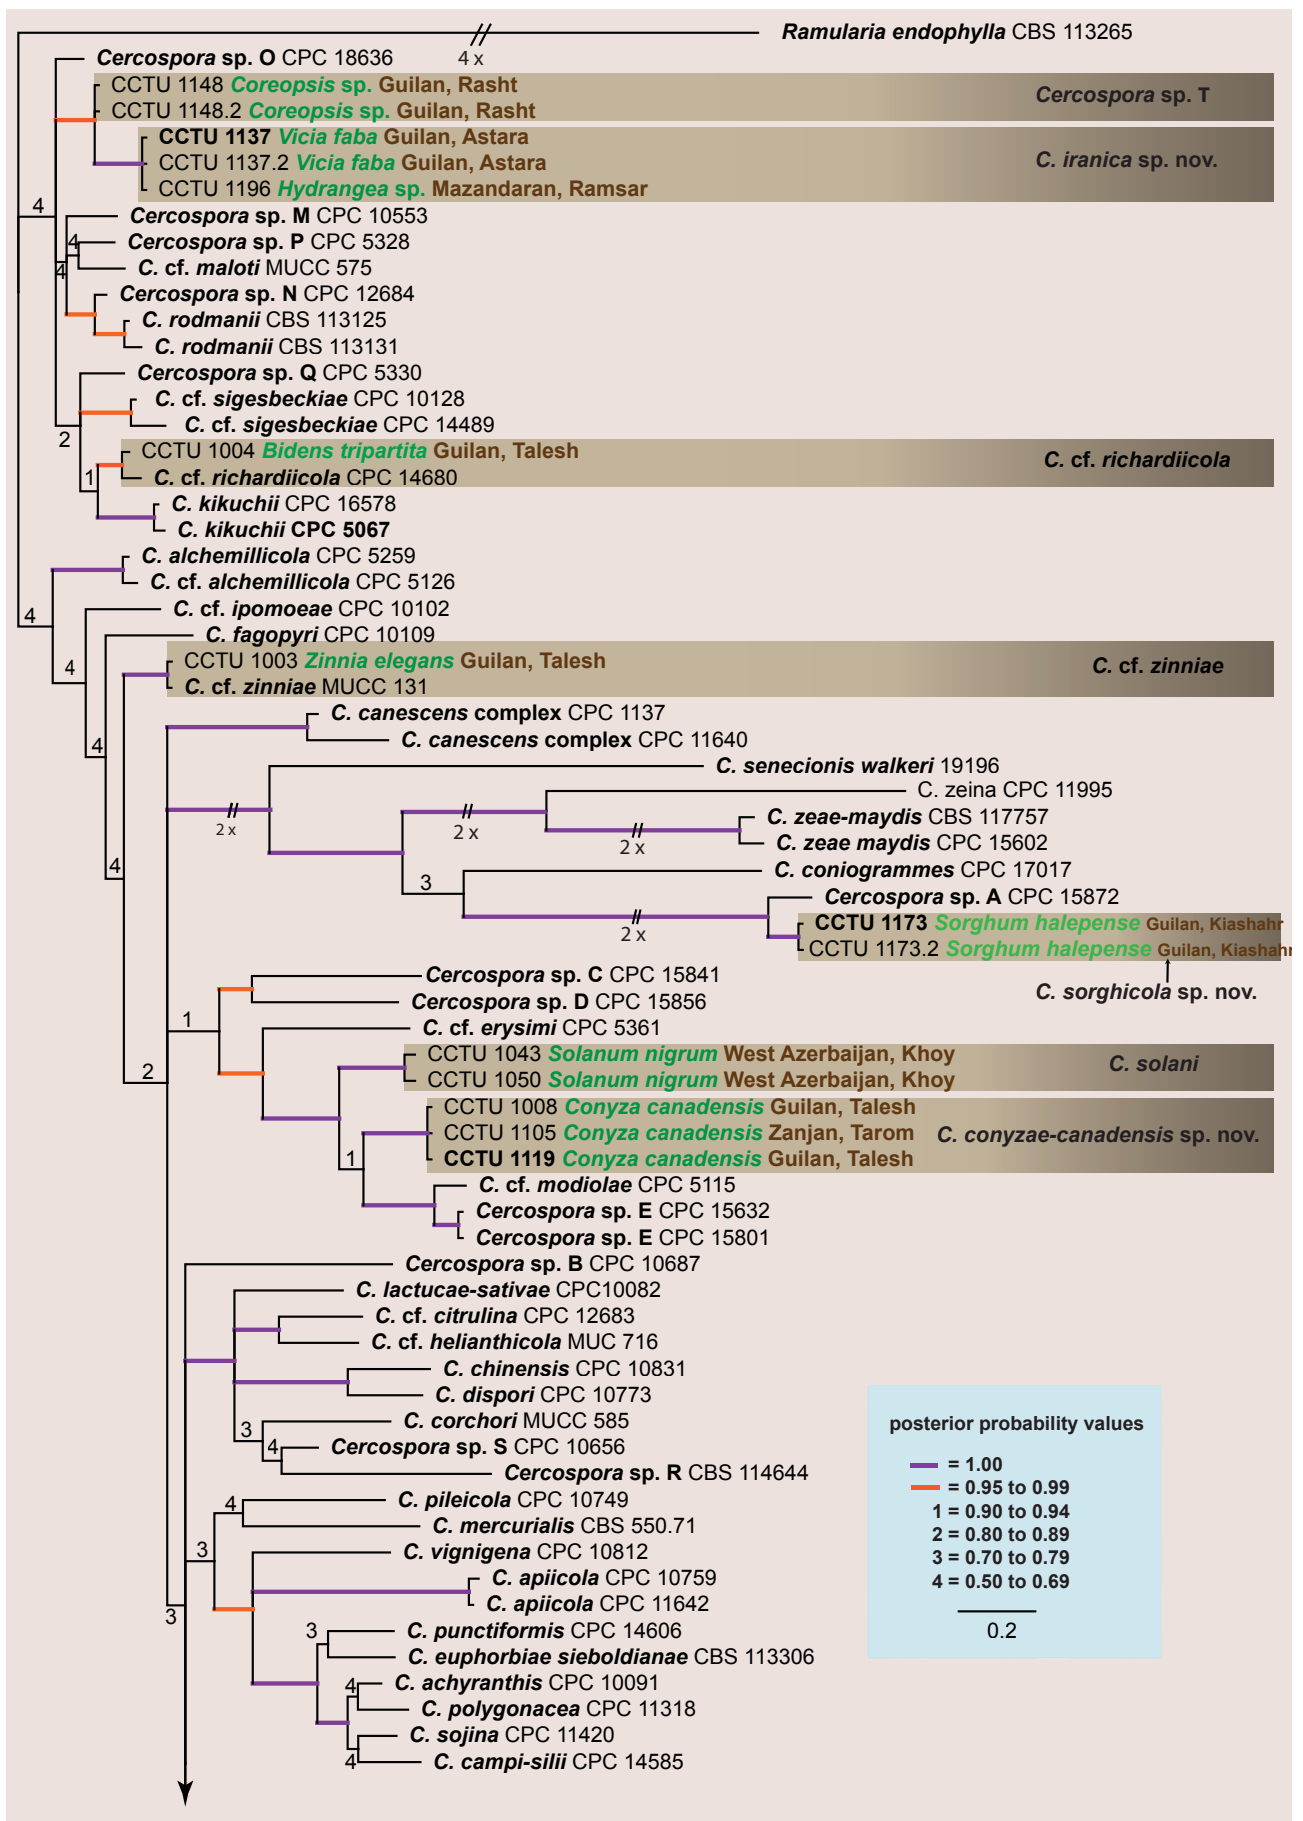 Ramularia endophylla CBS 113265
4 x
Cercospora sp. O CPC 18636
CCTU 1148 Coreopsis sp. Guilan, Rasht
Cercospora sp. T
CCTU 1148.2 Coreopsis sp. Guilan, Rasht
CCTU 1137 Vicia faba Guilan, Astara
CCTU 1137.2 Vicia faba Guilan, Astara
C. iranica sp. nov.
CCTU 1196 Hydrangea sp. Mazandaran, Ramsar
4
Cercospora sp. M CPC 10553
4
Cercospora sp. P CPC 5328
4
C. cf. maloti MUCC 575
Cercospora sp. N CPC 12684
C. rodmanii CBS 113125
C. rodmanii CBS 113131
Cercospora sp. Q CPC 5330
C. cf. sigesbeckiae CPC 10128
C. cf. sigesbeckiae CPC 14489
2
CCTU 1004 Bidens tripartita Guilan, Talesh
C. cf. richardiicola
1
C. cf. richardiicola CPC 14680
C. kikuchii CPC 16578
C. kikuchii CPC 5067
C. alchemillicola CPC 5259
C. cf. alchemillicola CPC 5126
4
C. cf. ipomoeae CPC 10102
C. fagopyri CPC 10109
4
CCTU 1003 Zinnia elegans Guilan, Talesh
C. cf. zinniae
C. cf. zinniae MUCC 131
C. canescens complex CPC 1137
4
C. canescens complex CPC 11640
C. senecionis walkeri 19196
C. zeina CPC 11995
2 x
2 x
C. zeae-maydis CBS 117757
2 x
C. zeae maydis CPC 15602
4
C. coniogrammes CPC 17017
3
Cercospora sp. A CPC 15872
CCTU 1173 Sorghum halepense Guilan, Kiashahr
2 x
CCTU 1173.2 Sorghum halepense Guilan, Kiashahr
Cercospora sp. C CPC 15841
C. sorghicola sp. nov.
Cercospora sp. D CPC 15856
1
C. cf. erysimi CPC 5361
CCTU 1043 Solanum nigrum West Azerbaijan, Khoy
C. solani
2
CCTU 1050 Solanum nigrum West Azerbaijan, Khoy
CCTU 1008 Conyza canadensis Guilan, Talesh
CCTU 1105 Conyza canadensis Zanjan, Tarom
C. conyzae-canadensis sp. nov.
1
CCTU 1119 Conyza canadensis Guilan, Talesh
C. cf. modiolae CPC 5115
Cercospora sp. E CPC 15632
Cercospora sp. E CPC 15801
Cercospora sp. B CPC 10687
C. lactucae-sativae CPC10082
C. cf. citrulina CPC 12683
C. cf. helianthicola MUC 716
C. chinensis CPC 10831
C. dispori CPC 10773
C. corchori MUCC 585
3
4
Cercospora sp. S CPC 10656
Cercospora sp. R CBS 114644
4
C. pileicola CPC 10749
C. mercurialis CBS 550.71
3
C. vignigena CPC 10812
C. apiicola CPC 10759
C. apiicola CPC 11642
3
3
C. punctiformis CPC 14606
C. euphorbiae sieboldianae CBS 113306
4
C. achyranthis CPC 10091
C. polygonacea CPC 11318
C. sojina CPC 11420
4
C. campi-silii CPC 14585
posterior probability values
= 1.00
= 0.95 to 0.99
1 = 0.90 to 0.94
2 = 0.80 to 0.89
3 = 0.70 to 0.79
4 = 0.50 to 0.69
0.2